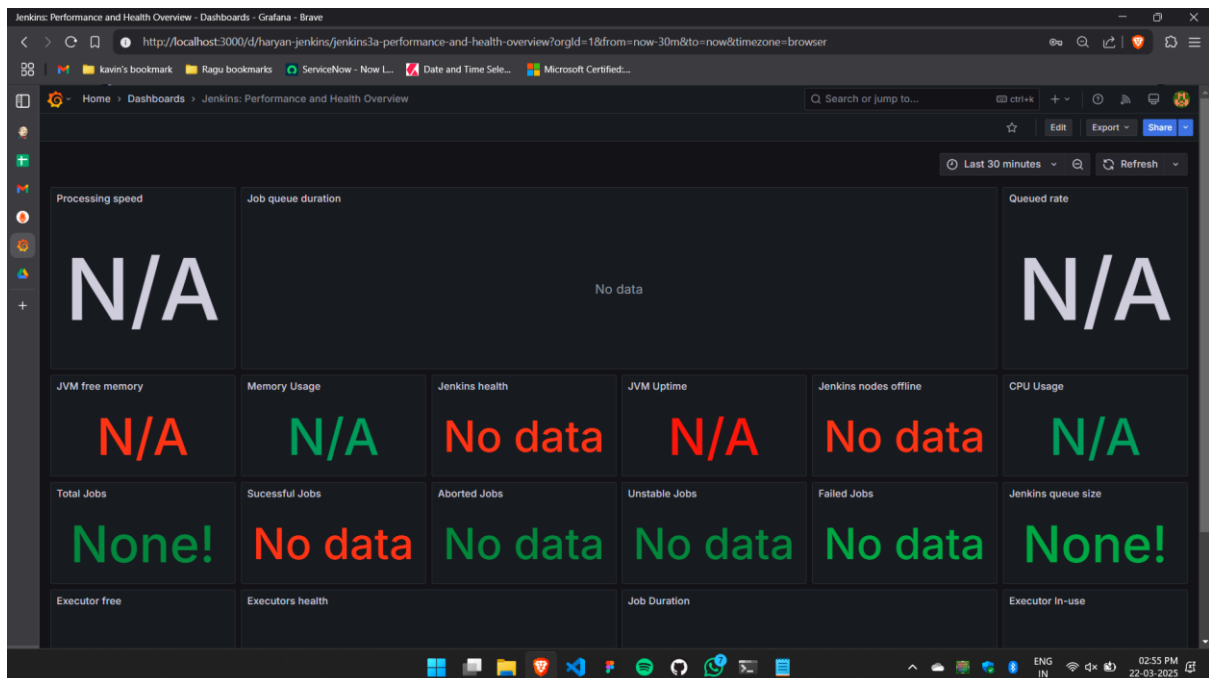 Jenkins: Performance and Health Overview - Dashboards - Grafana - Brave
http://localhost:3000/d/haryan-jenkins/jenkins3a-performance-and-health-overview?orgId=1&from=now-30m&to=now&timezone=browser
kavin's bookmark Ragu bookmarks ServiceNow - Now L... Date and Time Sele... Microsoft Certified:...
Home › Dashboards › Jenkins: Performance and Health Overview Search or jump to... ctrl+k
Edit Export Share
Last 30 minutes Refresh
Processing speed Job queue duration Queued rate
N/A No data N/A
JVM free memory Memory Usage Jenkins health JVM Uptime Jenkins nodes offline CPU Usage
N/A N/A No data N/A No data N/A
Total Jobs Sucessful Jobs Aborted Jobs Unstable Jobs Failed Jobs Jenkins queue size
None! No data No data No data No data None!
Executor free Executors health Job Duration Executor In-use
7 ENG 02:55 PM
IN 22-03-2025